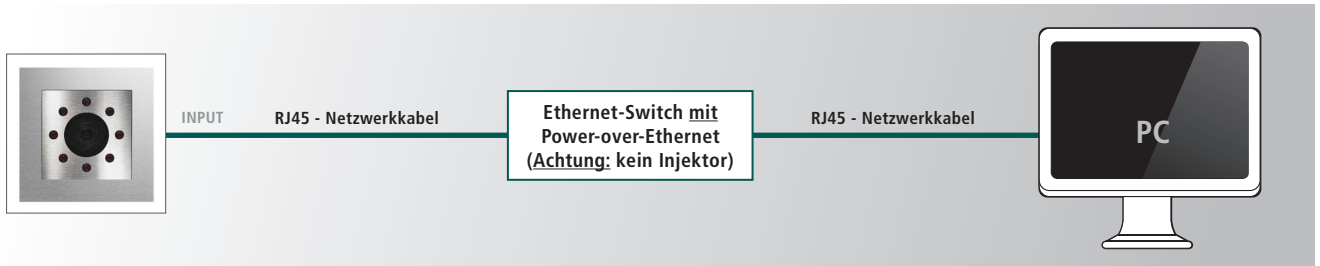 INPUT
RJ45 - Netzwerkkabel
Ethernet-Switch mit
Power-over-Ethernet
(Achtung: kein Injektor)
RJ45 - Netzwerkkabel
PC